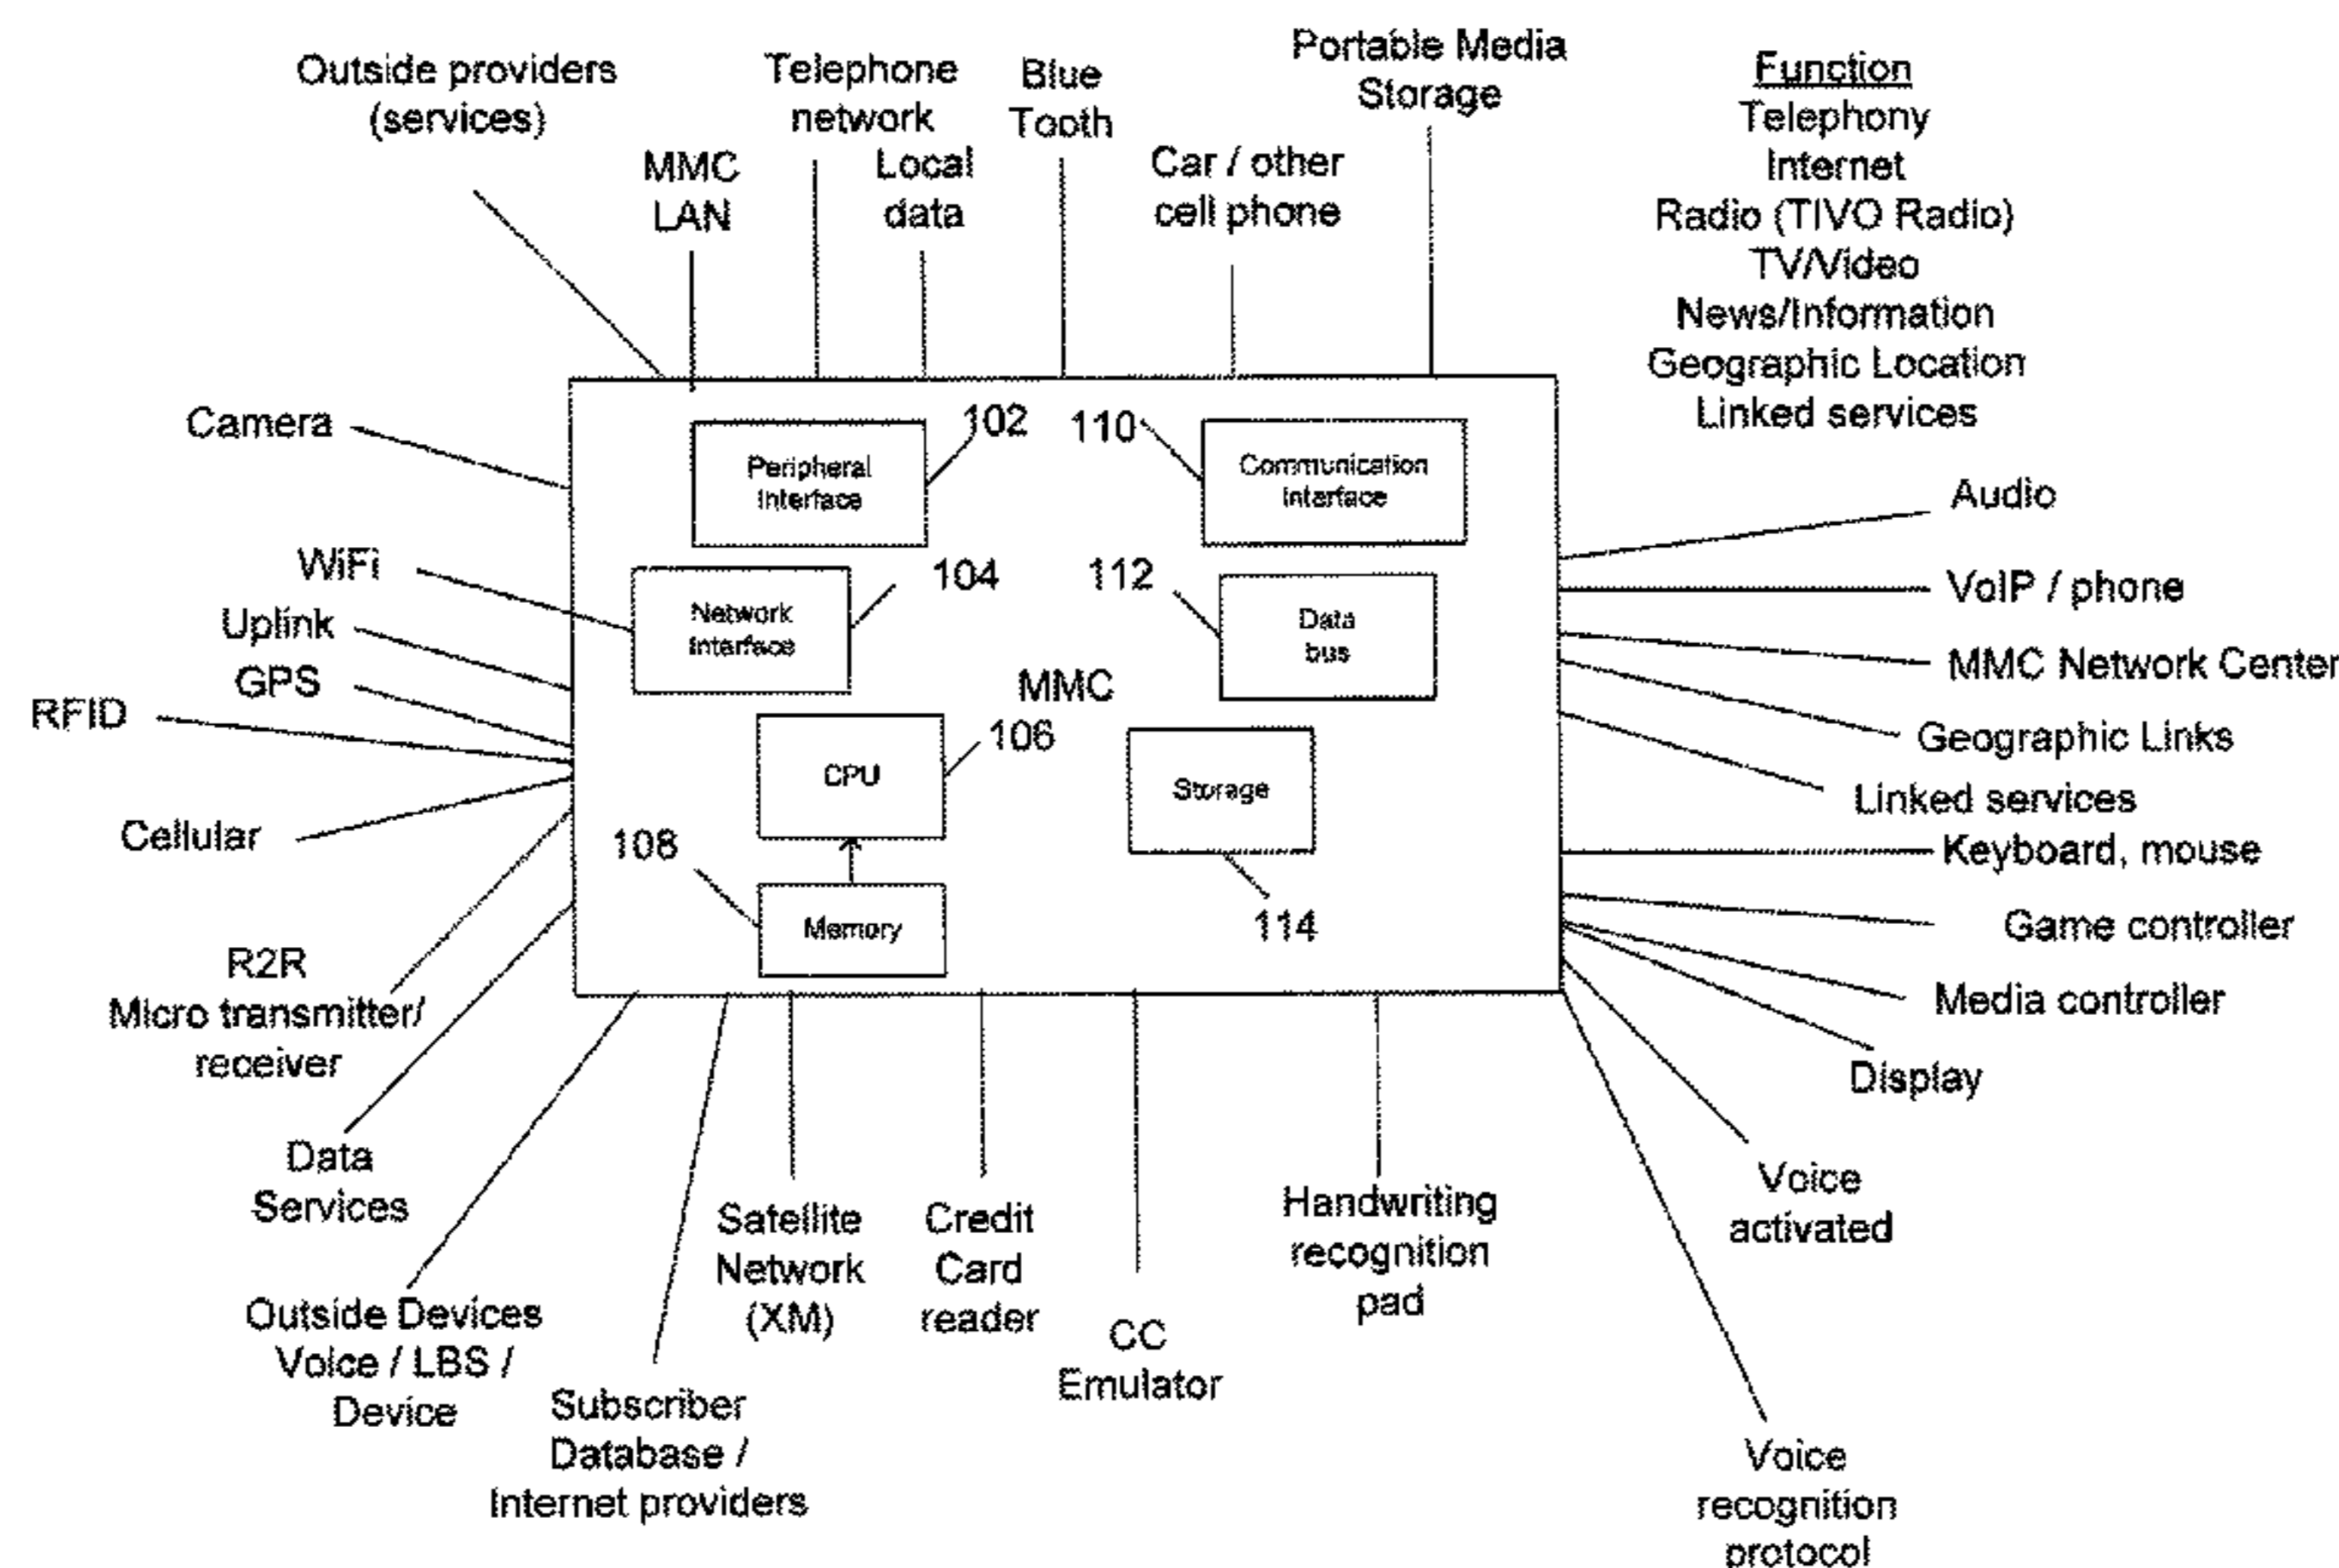 Outside providers
(services)
MMC
LAN
Telephone
network
Local
data
Blue
Tooth
Car / other
cell phone
Portable Media
Storage
Function
Telephony
Internet
Radio (TIVO Radio)
TV/Video
News/Information
Geographic Location
Linked services
Camera
WiFi
Uplink
GPS
RFID
Cellular
R2R
Micro transmitter/
receiver
Data
Services
Outside Devices
Voice / LBS /
Device
Subscriber
Database /
Internet providers
Satellite
Network
(XM)
Credit
Card
reader
CC
Emulator
Handwriting
recognition
pad
Peripheral
Interface
102
110
Communication
Interface
Network
Interface
104
112
Data
bus
MMC
106
CPU
Storage
108
Memory
114
Audio
VoIP / phone
MMC Network Center
Geographic Links
Linked services
Keyboard, mouse
Game controller
Media controller
Display
Voice
activated
Voice
recognition
protocol